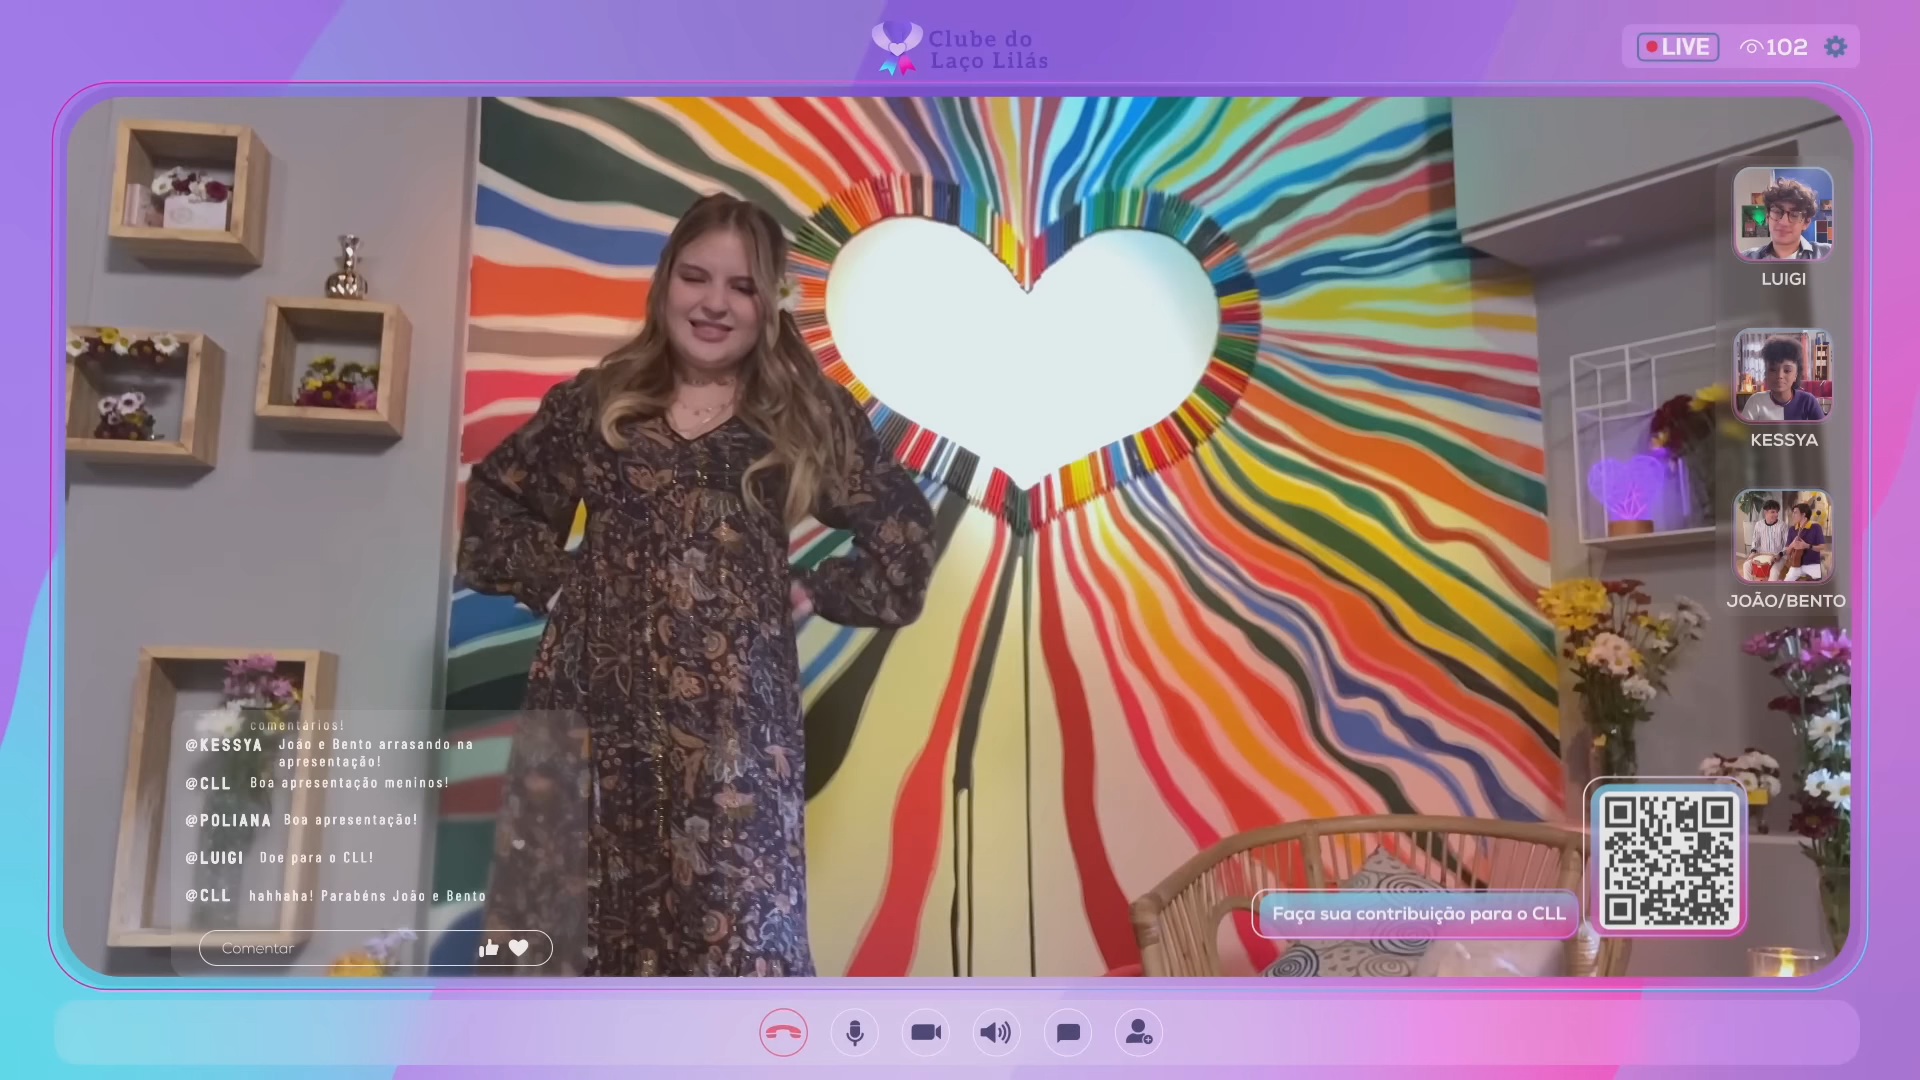 Clube do
Laço Lilás
LIVE
102
LUIGI
KESSYA
JOÃO/BENTO
comentários!
@KESSYA João e Bento arrasando na
apresentação!
@CLL Boa apresentação meninos!
@POLIANA Boa apresentação!
@LUIGI Doe para o CLL!
@CLL hahhaha! Parabéns João e Bento
Comentar
Faça sua contribuição para o CLL